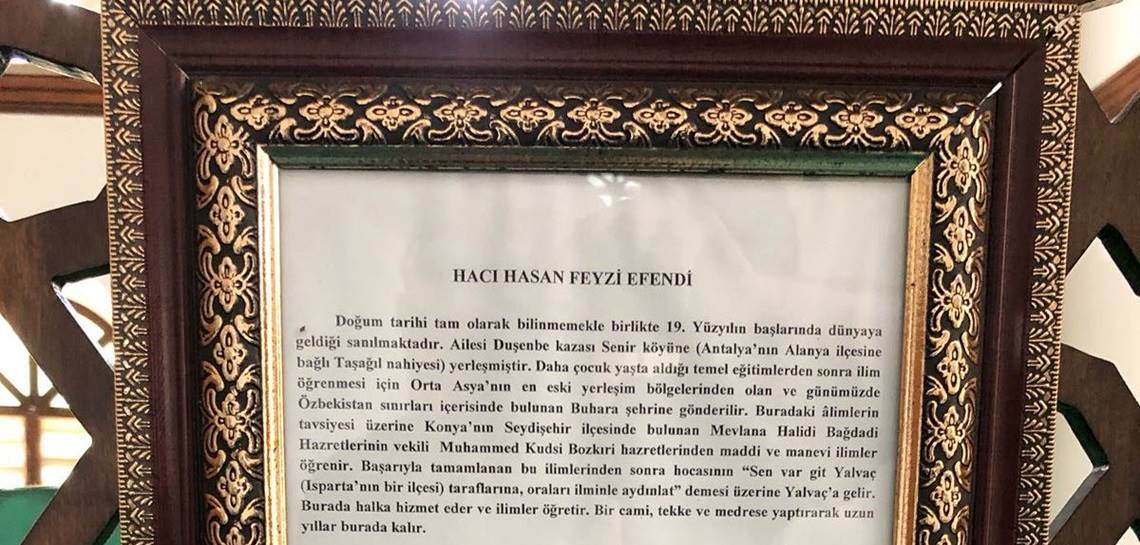 HACI HASAN FEYZİ EFENDİ
Doğum tarihi tam olarak bilinmemekle birlikte 19. Yüzyılın başlarında dünyaya
geldiği sanılmaktadır. Ailesi Duşenbe kazası Senir köyüne (Antalya’nın Alanya ilçesine
bağlı Taşağıl nahiyesi) yerleşmiştir. Daha çocuk yaşta aldığı temel eğitimlerden sonra ilim
öğrenmesi için Orta Asya’nın en eski yerleşim bölgelerinden olan ve günümüzde
Özbekistan sınırları içerisinde bulunan Buhara şehrine gönderilir. Buradaki âlimlerin
tavsiyesi üzerine Konya’nın Seydişehir ilçesinde bulunan Mevlana Halidi Bağdadi
Hazretlerinin vekili Muhammed Kudsi Bozkıri hazretlerinden maddi ve manevi ilimler
öğrenir. Başarıyla tamamlanan bu ilimlerinden sonra hocasının “Sen var git Yalvaç
(Isparta’nın bir ilçesi) taraflarına, oraları ilminle aydınlat” demesi üzerine Yalvaç’a gelir.
Burada halka hizmet eder ve ilimler öğretir. Bir cami, tekke ve medrese yaptırarak uzun
yıllar burada kalır.